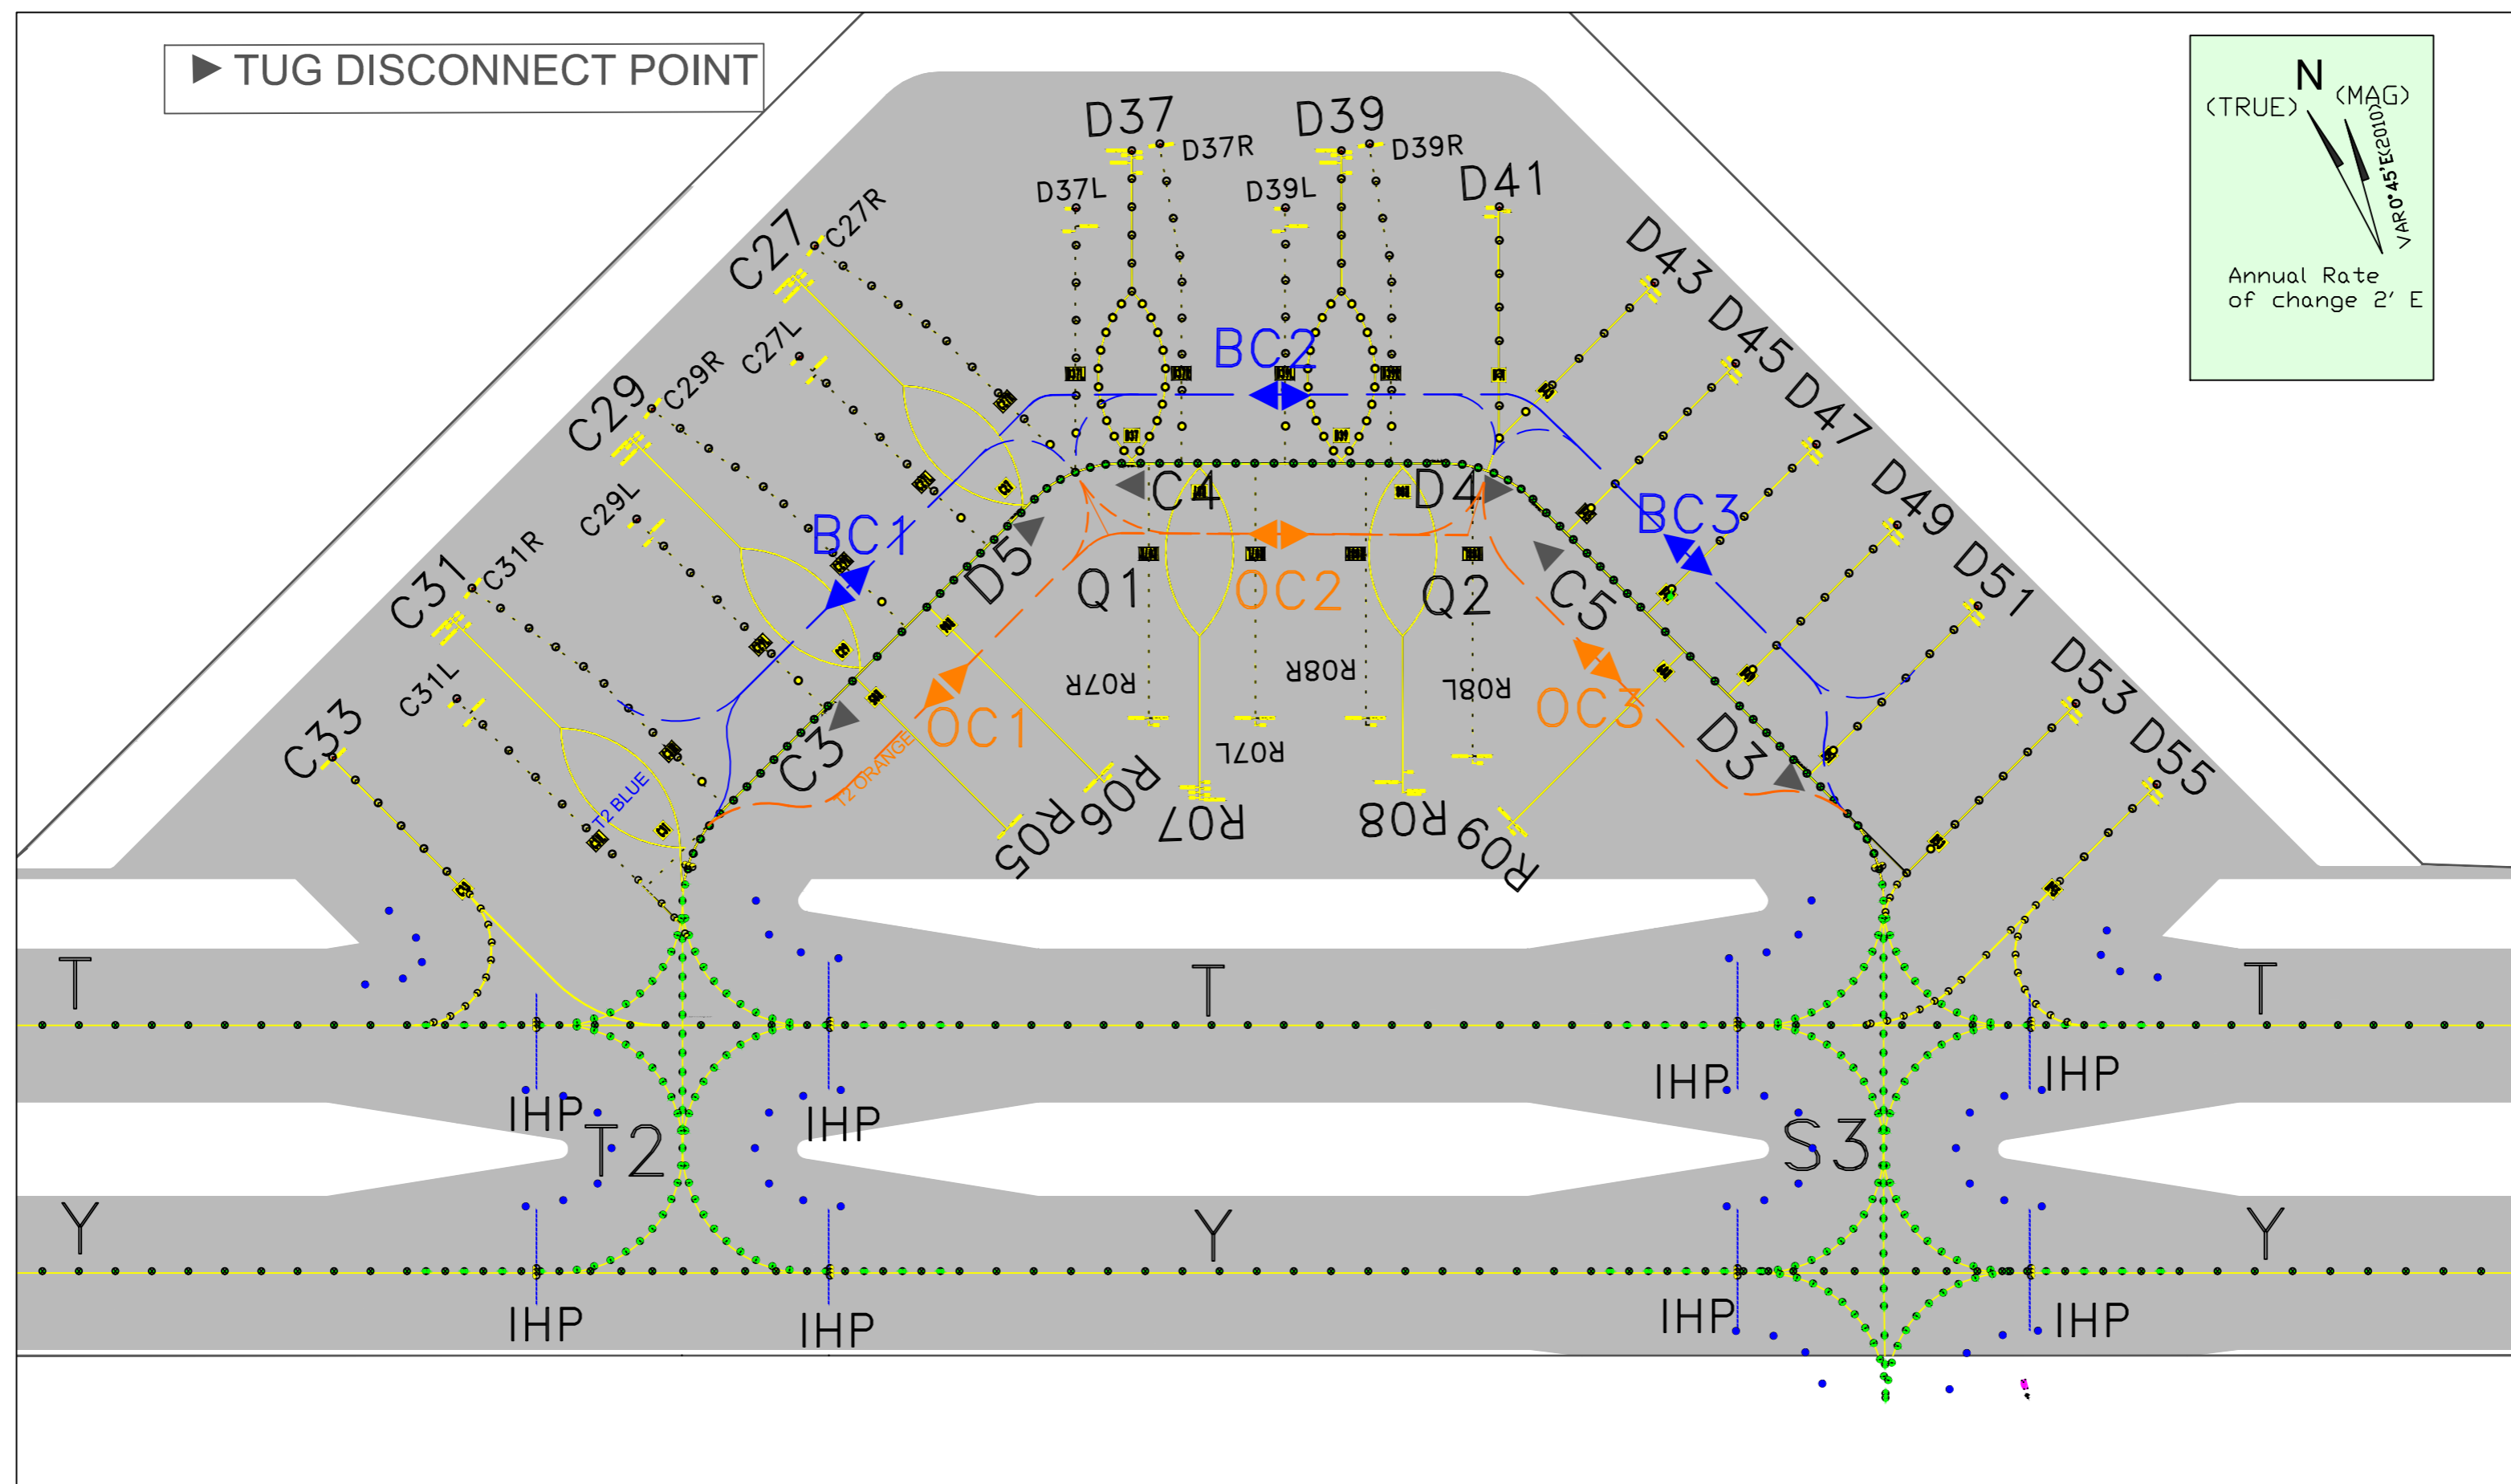 TUG DISCONNECT POINT
N
(TRUE)
(MAG)
VAR0°45'E(2010)
Annual Rate
of change 2' E
D37
D37R
D37L
D39
D39R
D39L
D41
D43
D45
D47
D49
D51
D53
D55
C27
C27R
C27L
C29
C29R
C29L
C31
C31R
C31L
C33
BC1
BC2
BC3
C4
D4
D5
C5
C3
D3
Q1
Q2
OC1
OC2
OC3
T2 BLUE
T2 ORANGE
R05
R06
R07
R07R
R07L
R08
R08R
R08L
R09
T
T
T
IHP
IHP
IHP
IHP
T2
S3
Y
Y
Y
IHP
IHP
IHP
IHP